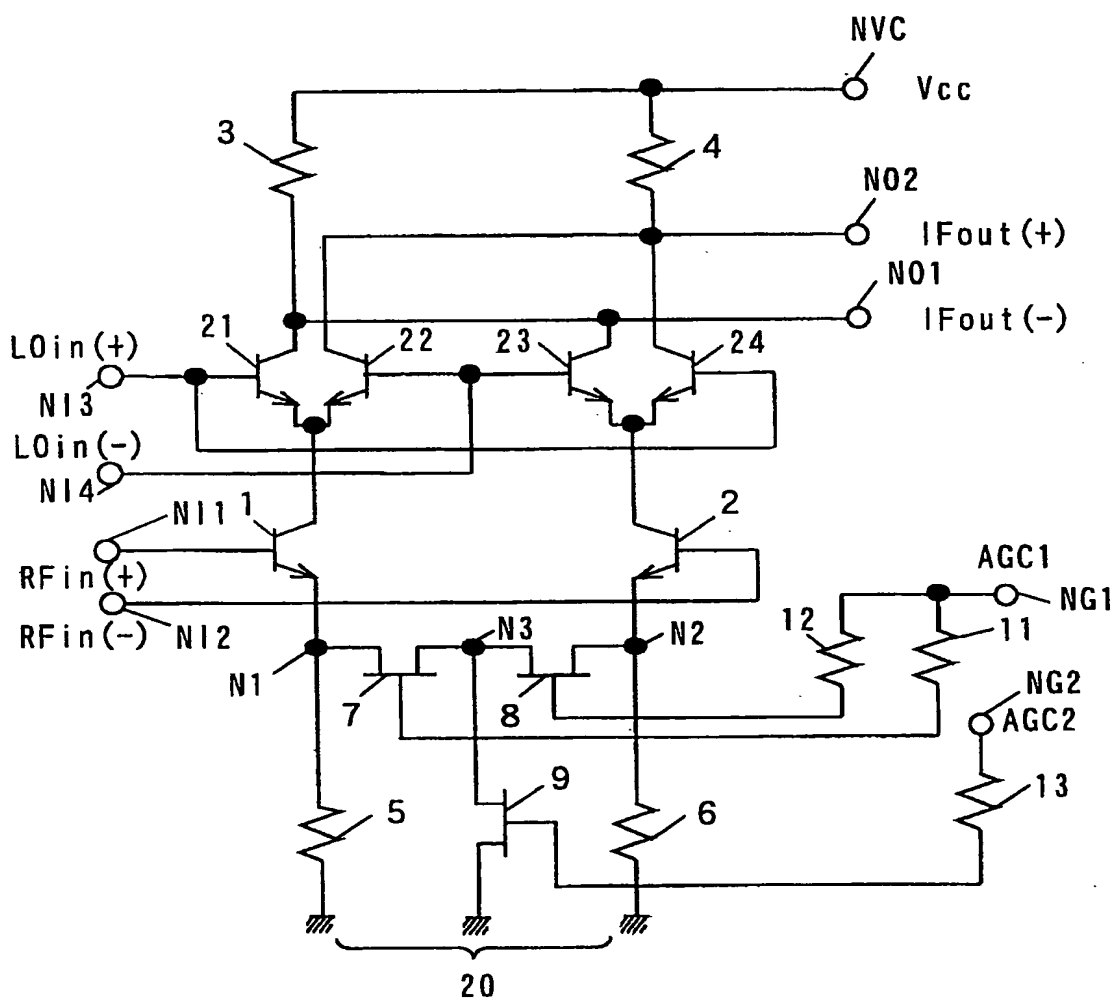 NVC
Vcc
3
4
NO2
IFout(+)
NO1
IFout(-)
21
22
23
24
LOin(+)
NI3
LOin(-)
NI4
1
NI1
2
RFin(+)
RFin(-)
NI2
AGC1
NG1
12
11
N3
N2
N1
7
8
NG2
AGC2
9
13
5
6
20